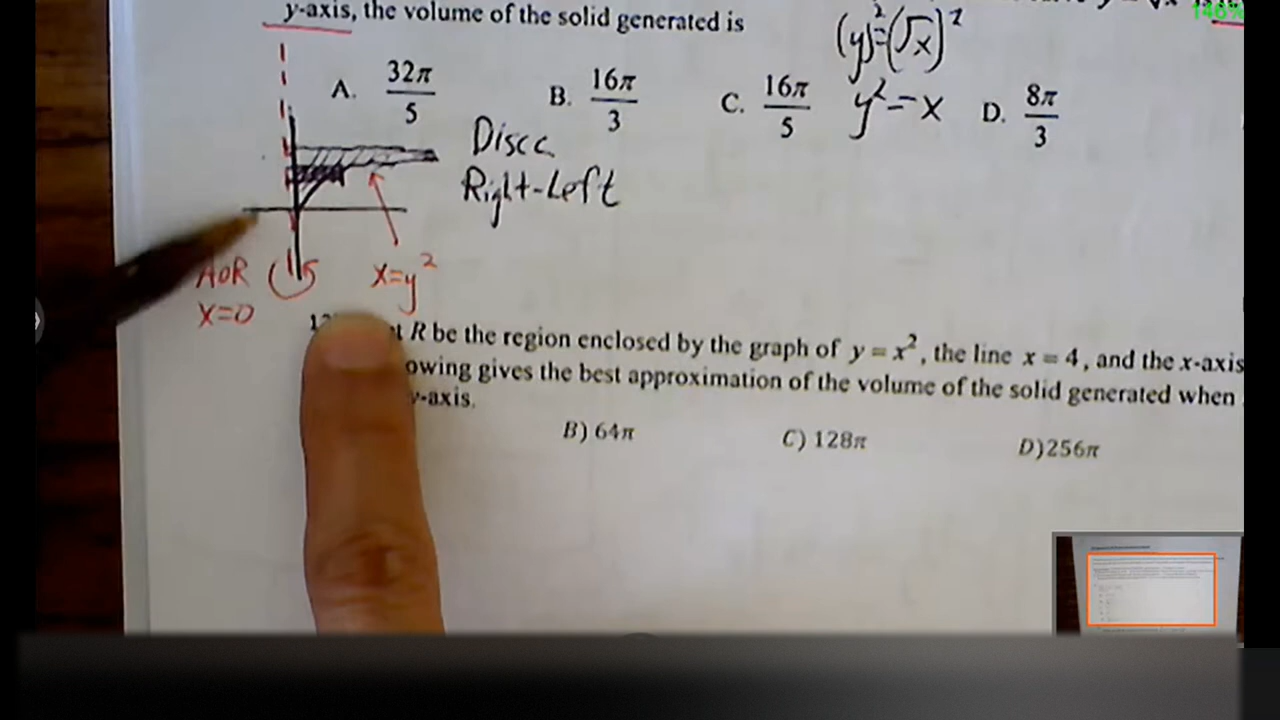 y-axis, the volume of the solid generated is
146%
(y)²=(√x)²
A. 32π/5 B. 16π/3 C. 16π/5 y²=x D. 8π/3
Disc
Right-Left
AOR x=y²
x=0
R be the region enclosed by the graph of y = x², the line x = 4, and the x-axis
owing gives the best approximation of the volume of the solid generated when
y-axis.
B) 64π C) 128π D)256π